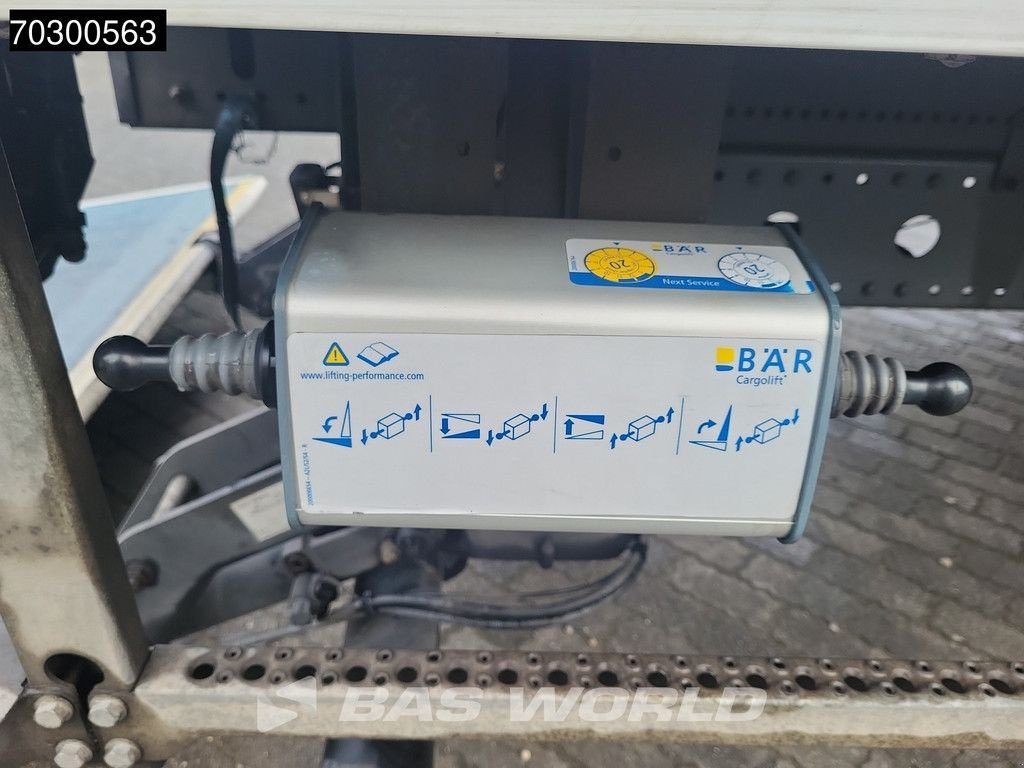 70300563
BÄR
Cargolift
20
20
Next Service
www.lifting-performance.com
BÄR
Cargolift
BAS WORLD